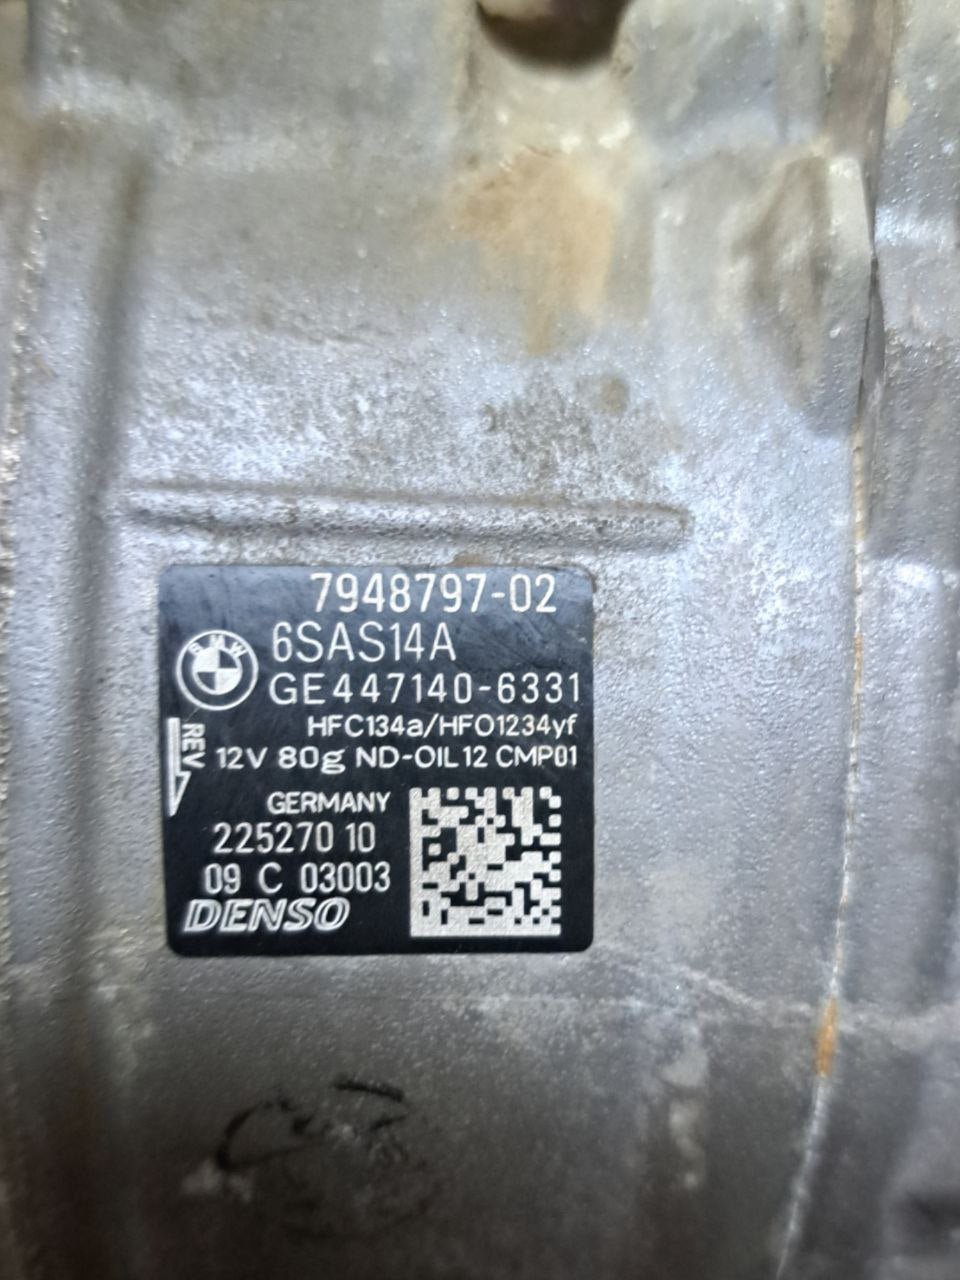 7948797-02
BMW
6SAS14A
GE447140-6331
HFC134a/HFO1234yf
REV
12V 80g ND-OIL12 CMP01
GERMANY
225270 10
09 C 03003
DENSO